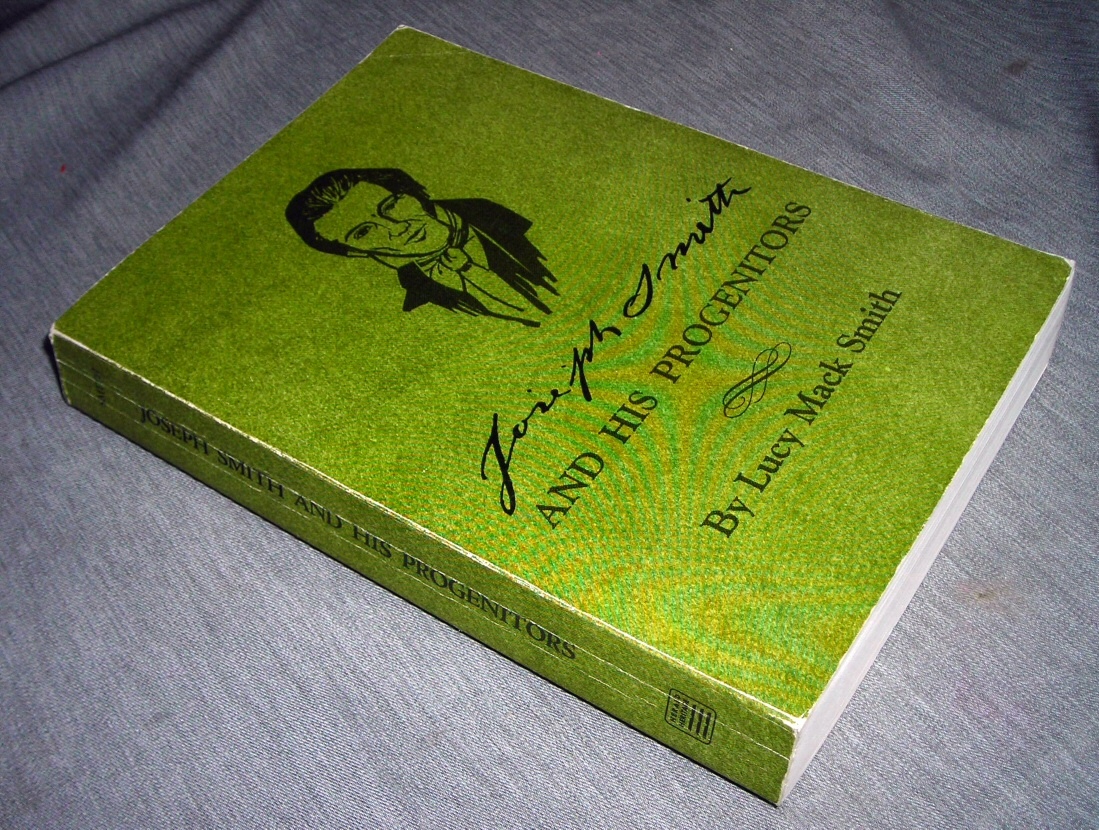 Joseph Smith
AND HIS PROGENITORS
By Lucy Mack Smith
JOSEPH SMITH AND HIS PROGENITORS